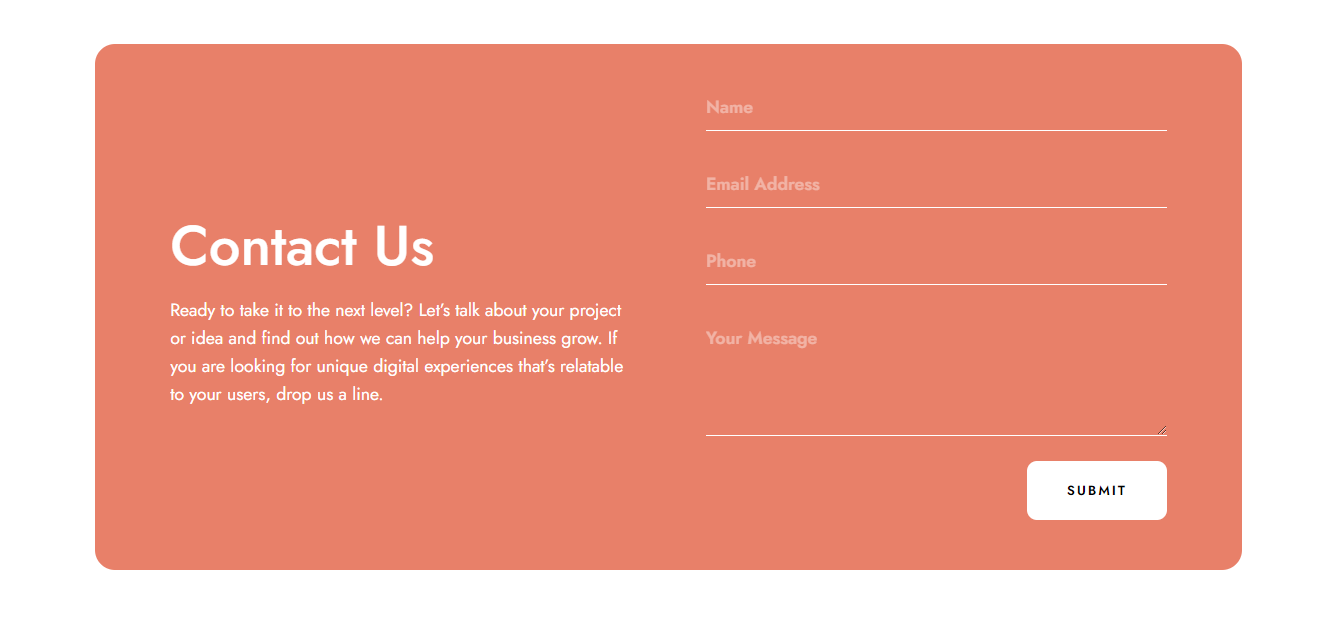 Contact Us
Ready to take it to the next level? Let’s talk about your project
or idea and find out how we can help your business grow. If
you are looking for unique digital experiences that’s relatable
to your users, drop us a line.
Name
Email Address
Phone
Your Message
SUBMIT